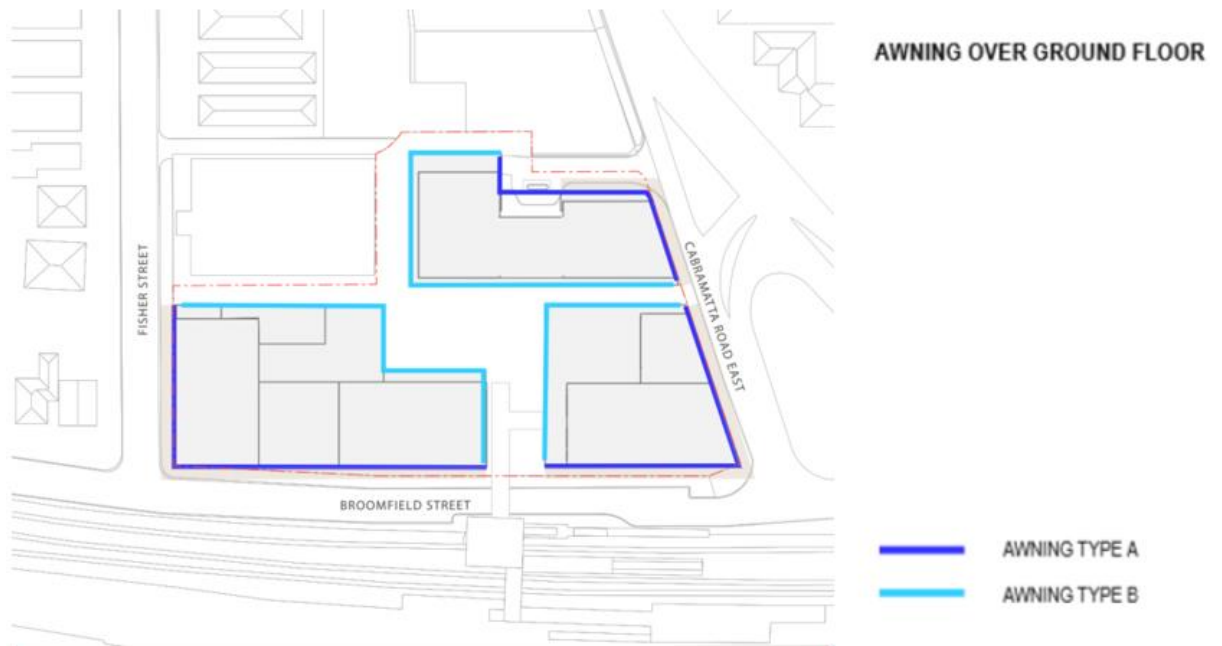 AWNING OVER GROUND FLOOR
FISHER STREET
CABRAMATTA ROAD EAST
BROOMFIELD STREET
AWNING TYPE A
AWNING TYPE B